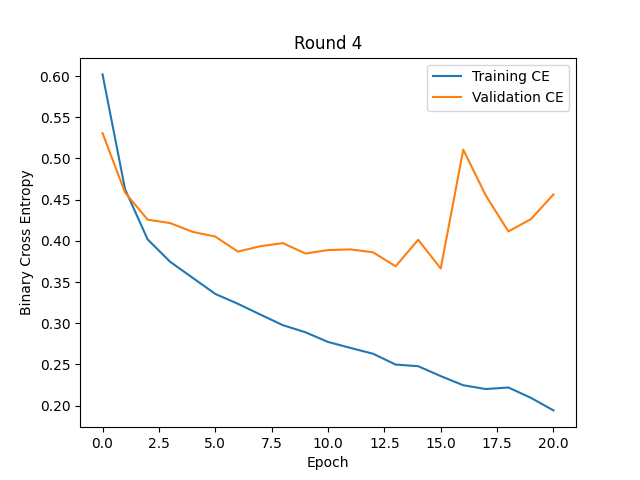 Round 4
Training CE
Validation CE
Binary Cross Entropy
0.60
0.55
0.50
0.45
0.40
0.35
0.30
0.25
0.20
0.0 2.5 5.0 7.5 10.0 12.5 15.0 17.5 20.0
Epoch